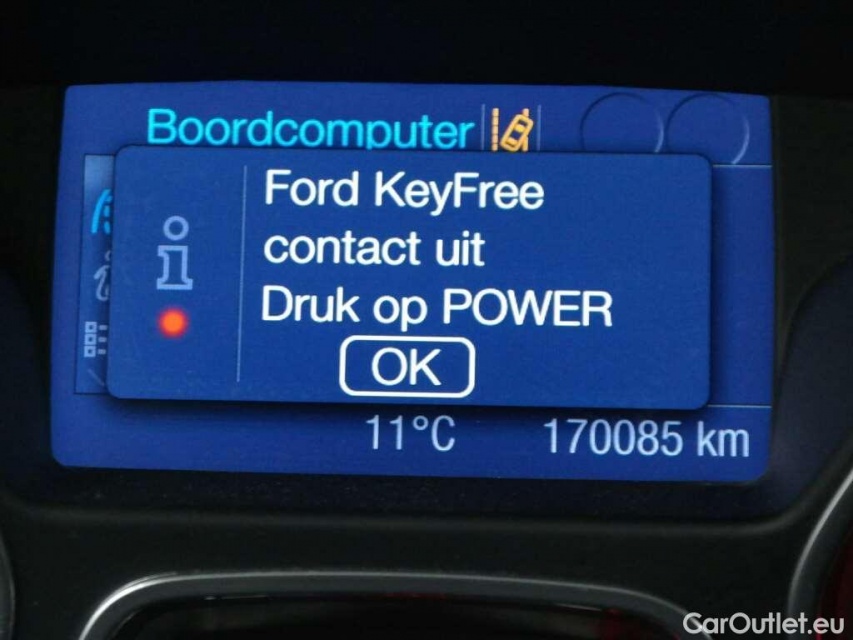 Boordcomputer
Ford KeyFree
contact uit
Druk op POWER
OK
11°C 170085 km
CarOutlet.eu